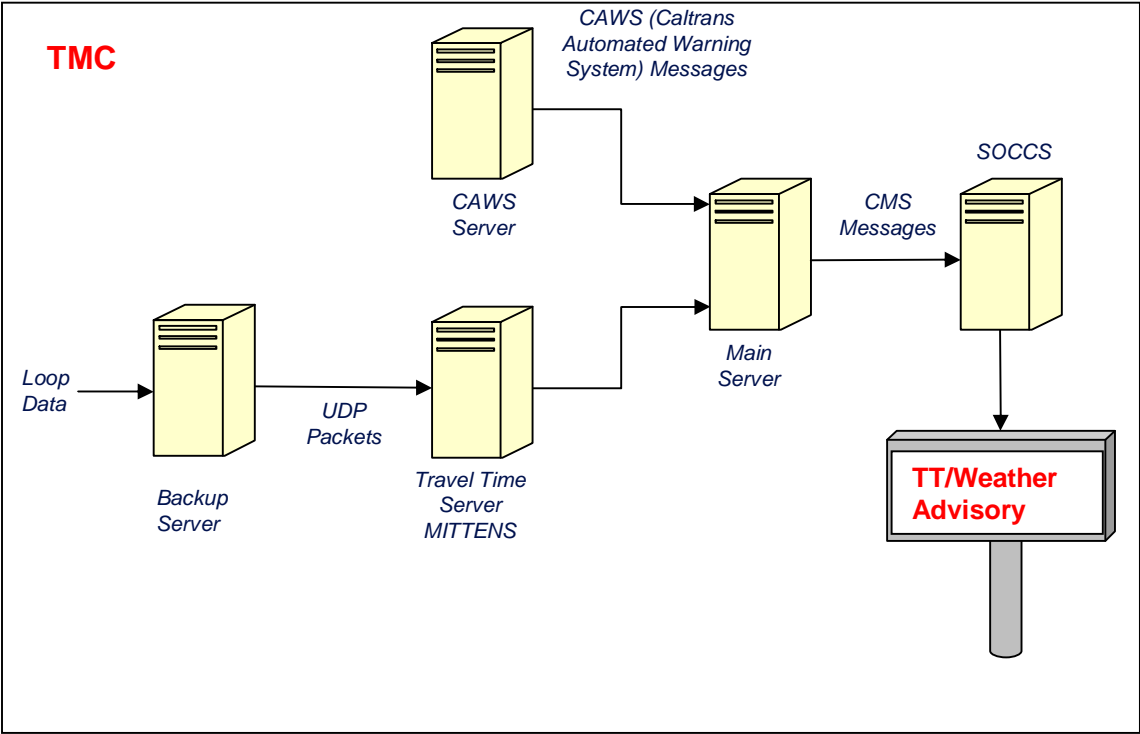 TMC
CAWS (Caltrans
Automated Warning
System) Messages
CAWS
Server
SOCCS
CMS
Messages
Main
Server
Loop
Data
UDP
Packets
Backup
Server
Travel Time
Server
MITTENS
TT/Weather
Advisory